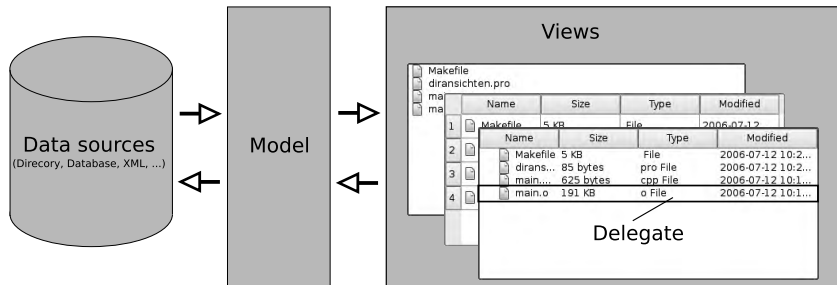 Data sources
(Direcory, Database, XML, ...)
Model
Views
Makefile
diransichten.pro
ma
ma
Name Size Type Modified
1 Makefile 5 KB File 2006-07-12
2
3
4
Name Size Type Modified
Makefile 5 KB File 2006-07-12 10:2...
dirans... 85 bytes pro File 2006-07-12 10:2...
main.... 625 bytes cpp File 2006-07-12 10:1...
main.o 191 KB o File 2006-07-12 10:1...
Delegate